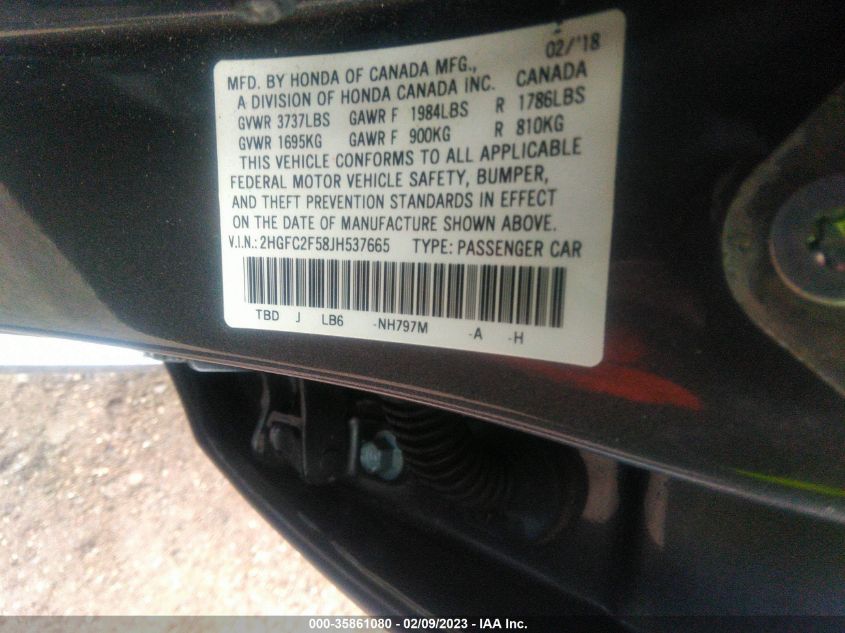 02/'18
MFD. BY HONDA OF CANADA MFG., CANADA
A DIVISION OF HONDA CANADA INC.
GVWR 3737LBS GAWR F 1984LBS R 1786LBS
GVWR 1695KG GAWR F 900KG R 810KG
THIS VEHICLE CONFORMS TO ALL APPLICABLE
FEDERAL MOTOR VEHICLE SAFETY, BUMPER,
AND THEFT PREVENTION STANDARDS IN EFFECT
ON THE DATE OF MANUFACTURE SHOWN ABOVE.
V.I.N.: 2HGFC2F58JH537665 TYPE: PASSENGER CAR
TBD J LB6 -NH797M -A -H
000-35861080 - 02/09/2023 - IAA Inc.